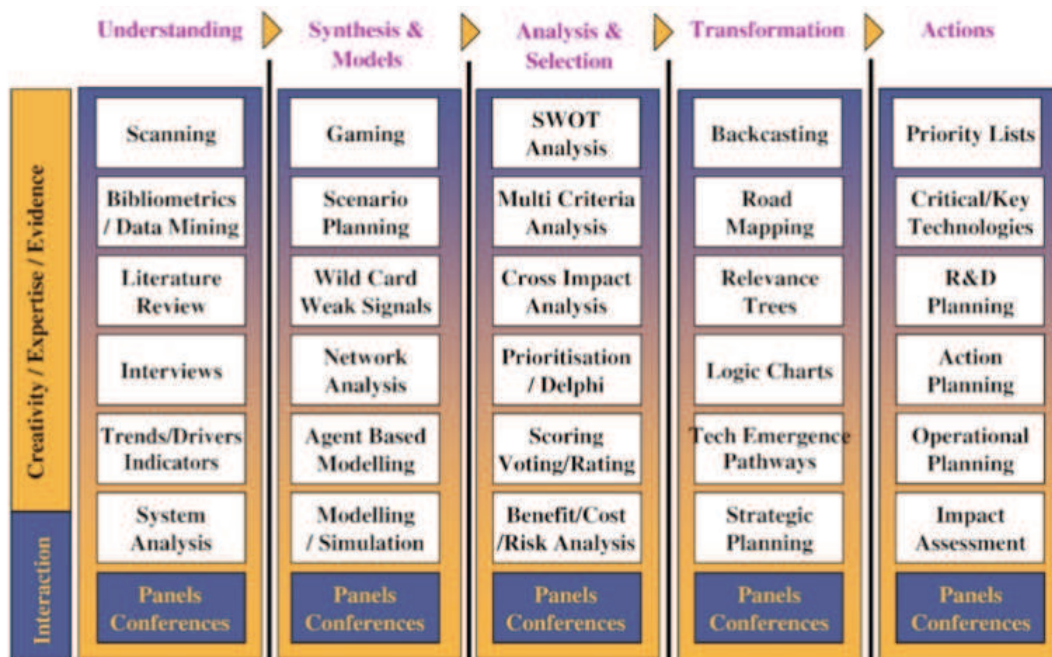 Understanding
Synthesis &
Models
Analysis &
Selection
Transformation
Actions
Creativity / Expertise / Evidence
Interaction
Scanning
Bibliometrics
/ Data Mining
Literature
Review
Interviews
Trends/Drivers
Indicators
System
Analysis
Panels
Conferences
Gaming
Scenario
Planning
Wild Card
Weak Signals
Network
Analysis
Agent Based
Modelling
Modelling
/ Simulation
Panels
Conferences
SWOT
Analysis
Multi Criteria
Analysis
Cross Impact
Analysis
Prioritisation
/ Delphi
Scoring
Voting/Rating
Benefit/Cost
/Risk Analysis
Panels
Conferences
Backcasting
Road
Mapping
Relevance
Trees
Logic Charts
Tech Emergence
Pathways
Strategic
Planning
Panels
Conferences
Priority Lists
Critical/Key
Technologies
R&D
Planning
Action
Planning
Operational
Planning
Impact
Assessment
Panels
Conferences